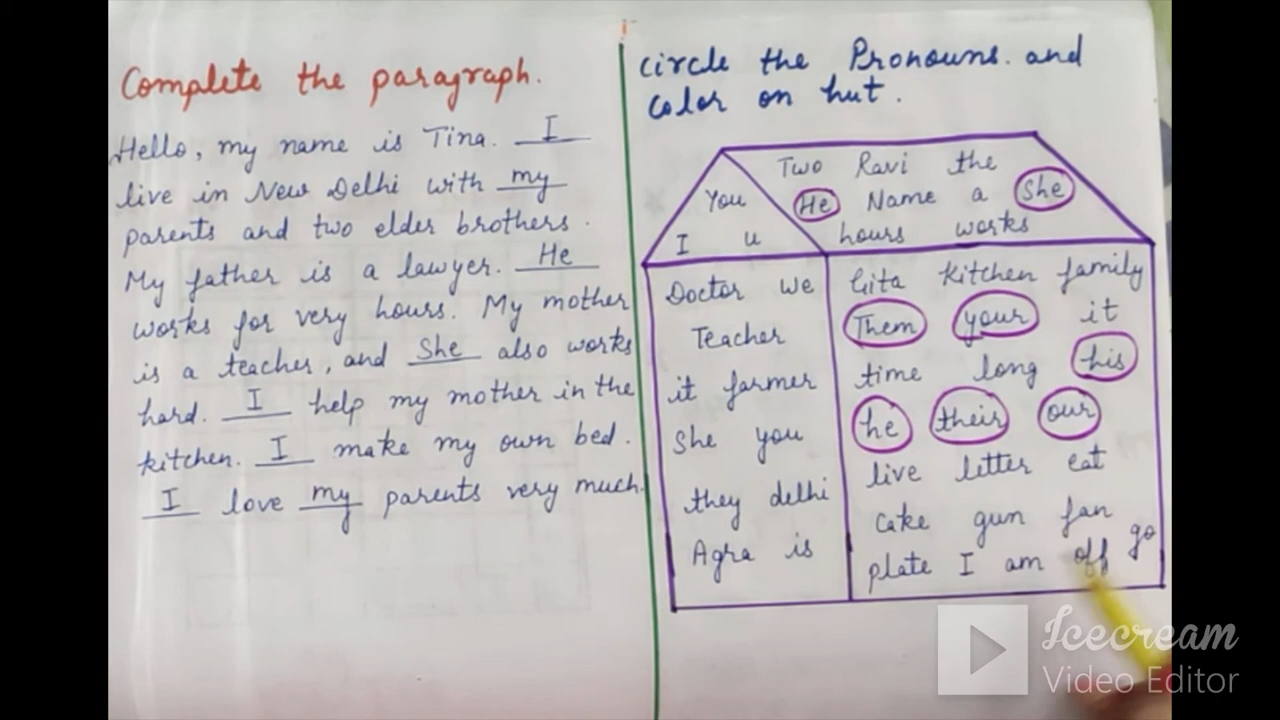 Complete the paragraph.
Hello, my name is Tina. I
live in New Delhi with my
parents and two elder brothers.
My father is a lawyer. He
works for very hours. My mother
is a teacher, and She also works
hard. I help my mother in the
kitchen. I make my own bed.
I love my parents very much.
Circle the Pronouns. and
color on hut.
You
I u
Two Ravi the
He Name a She
hours works
Doctor we
Teacher
it farmer
She you
they delhi
Agra is
Gita kitchen family
Them your it
time long his
he their our
live letter eat
cake gun fan
plate I am off go
Icecream
Video Editor